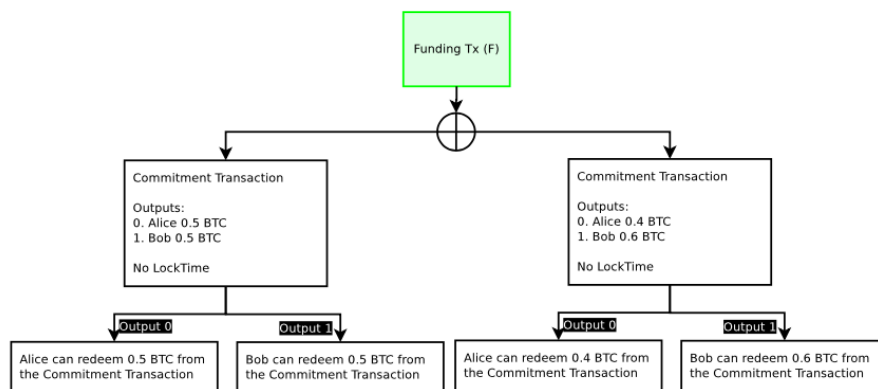 Funding Tx (F)
Commitment Transaction
Outputs:
0. Alice 0.5 BTC
1. Bob 0.5 BTC
No LockTime
Commitment Transaction
Outputs:
0. Alice 0.4 BTC
1. Bob 0.6 BTC
No LockTime
Output 0
Output 1
Output 0
Output 1
Alice can redeem 0.5 BTC from
the Commitment Transaction
Bob can redeem 0.5 BTC from
the Commitment Transaction
Alice can redeem 0.4 BTC from
the Commitment Transaction
Bob can redeem 0.6 BTC from
the Commitment Transaction